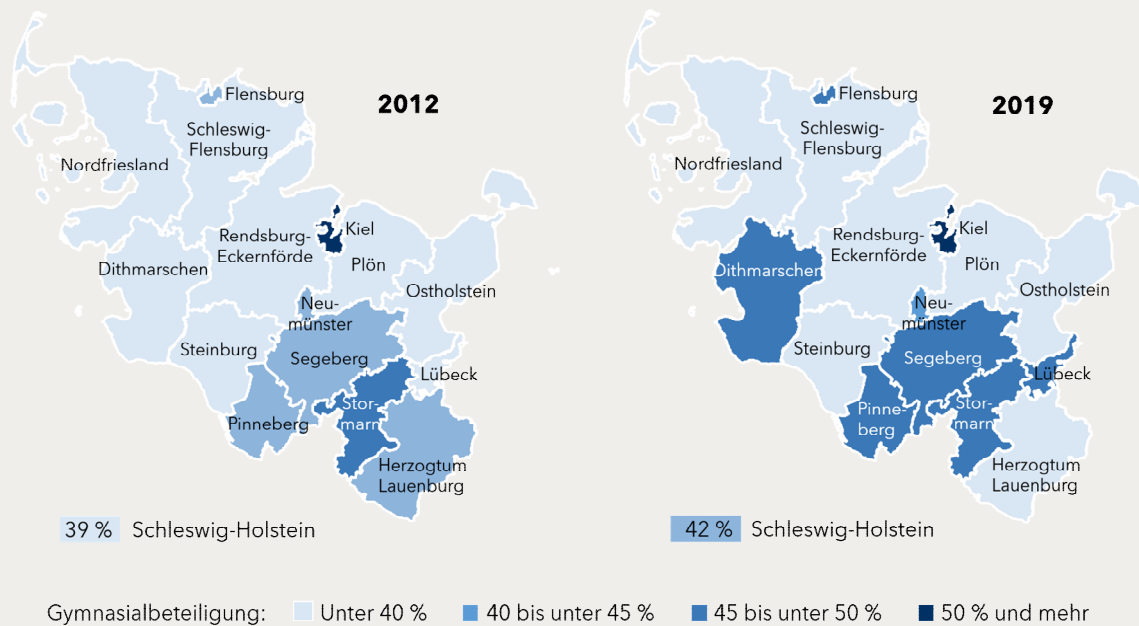 2012
Flensburg
Schleswig-
Flensburg
Nordfriesland
Kiel
Rendsburg-
Eckernförde
Plön
Dithmarschen
Ostholstein
Neu-
münster
Steinburg
Segeberg
Lübeck
Stor-
marn
Pinneberg
Herzogtum
Lauenburg
39 % Schleswig-Holstein
2019
Flensburg
Schleswig-
Flensburg
Nordfriesland
Kiel
Rendsburg-
Eckernförde
Plön
Dithmarschen
Ostholstein
Neu-
münster
Steinburg
Segeberg
Lübeck
Pinne-
berg
Stor-
marn
Herzogtum
Lauenburg
42 % Schleswig-Holstein
Gymnasialbeteiligung: Unter 40 % 40 bis unter 45 % 45 bis unter 50 % 50 % und mehr